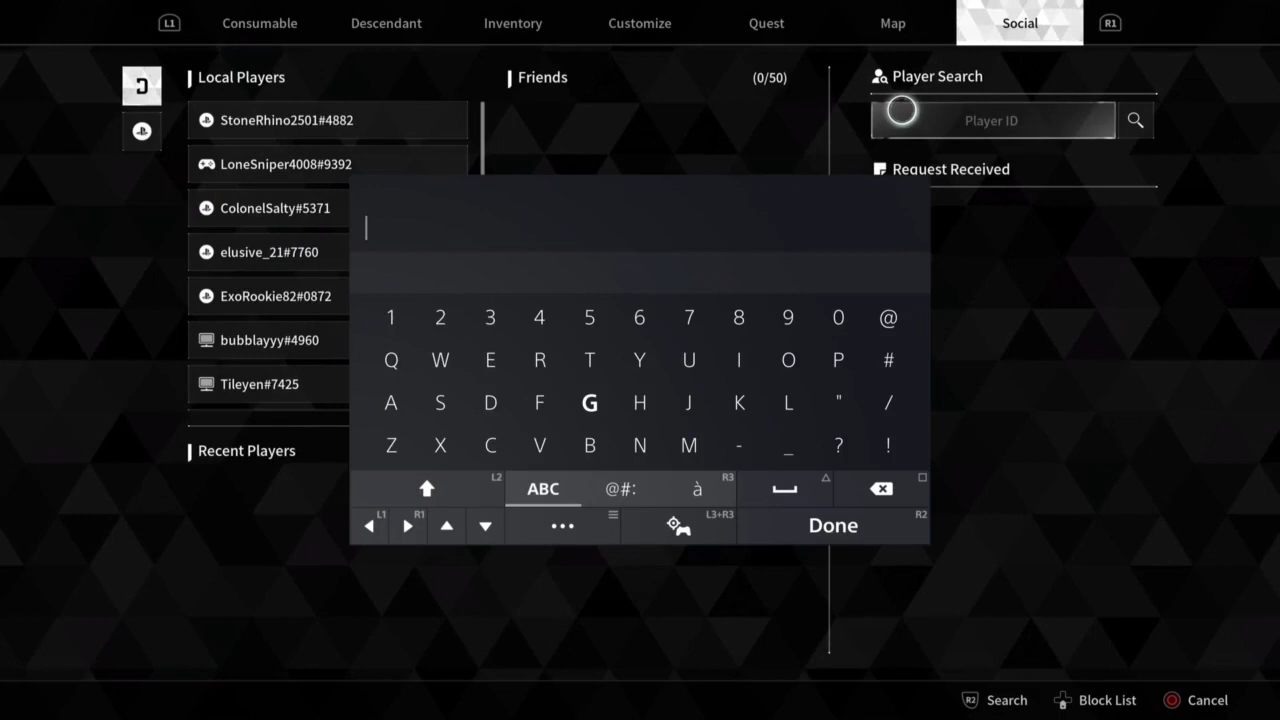 L1 Consumable Descendant Inventory Customize Quest Map Social R1
Local Players
StoneRhino2501#4882
LoneSniper4008#9392
ColonelSalty#5371
elusive_21#7760
ExoRookie82#0872
bubblayyy#4960
Tileyen#7425
Recent Players
Friends (0/50)
Player Search
Player ID
Request Received
1 2 3 4 5 6 7 8 9 0 @
Q W E R T Y U I O P #
A S D F G H J K L " /
Z X C V B N M - _ ? !
L2 ABC @#: à R3
L1 R1 ... L3+R3 Done R2
R2 Search Block List Cancel